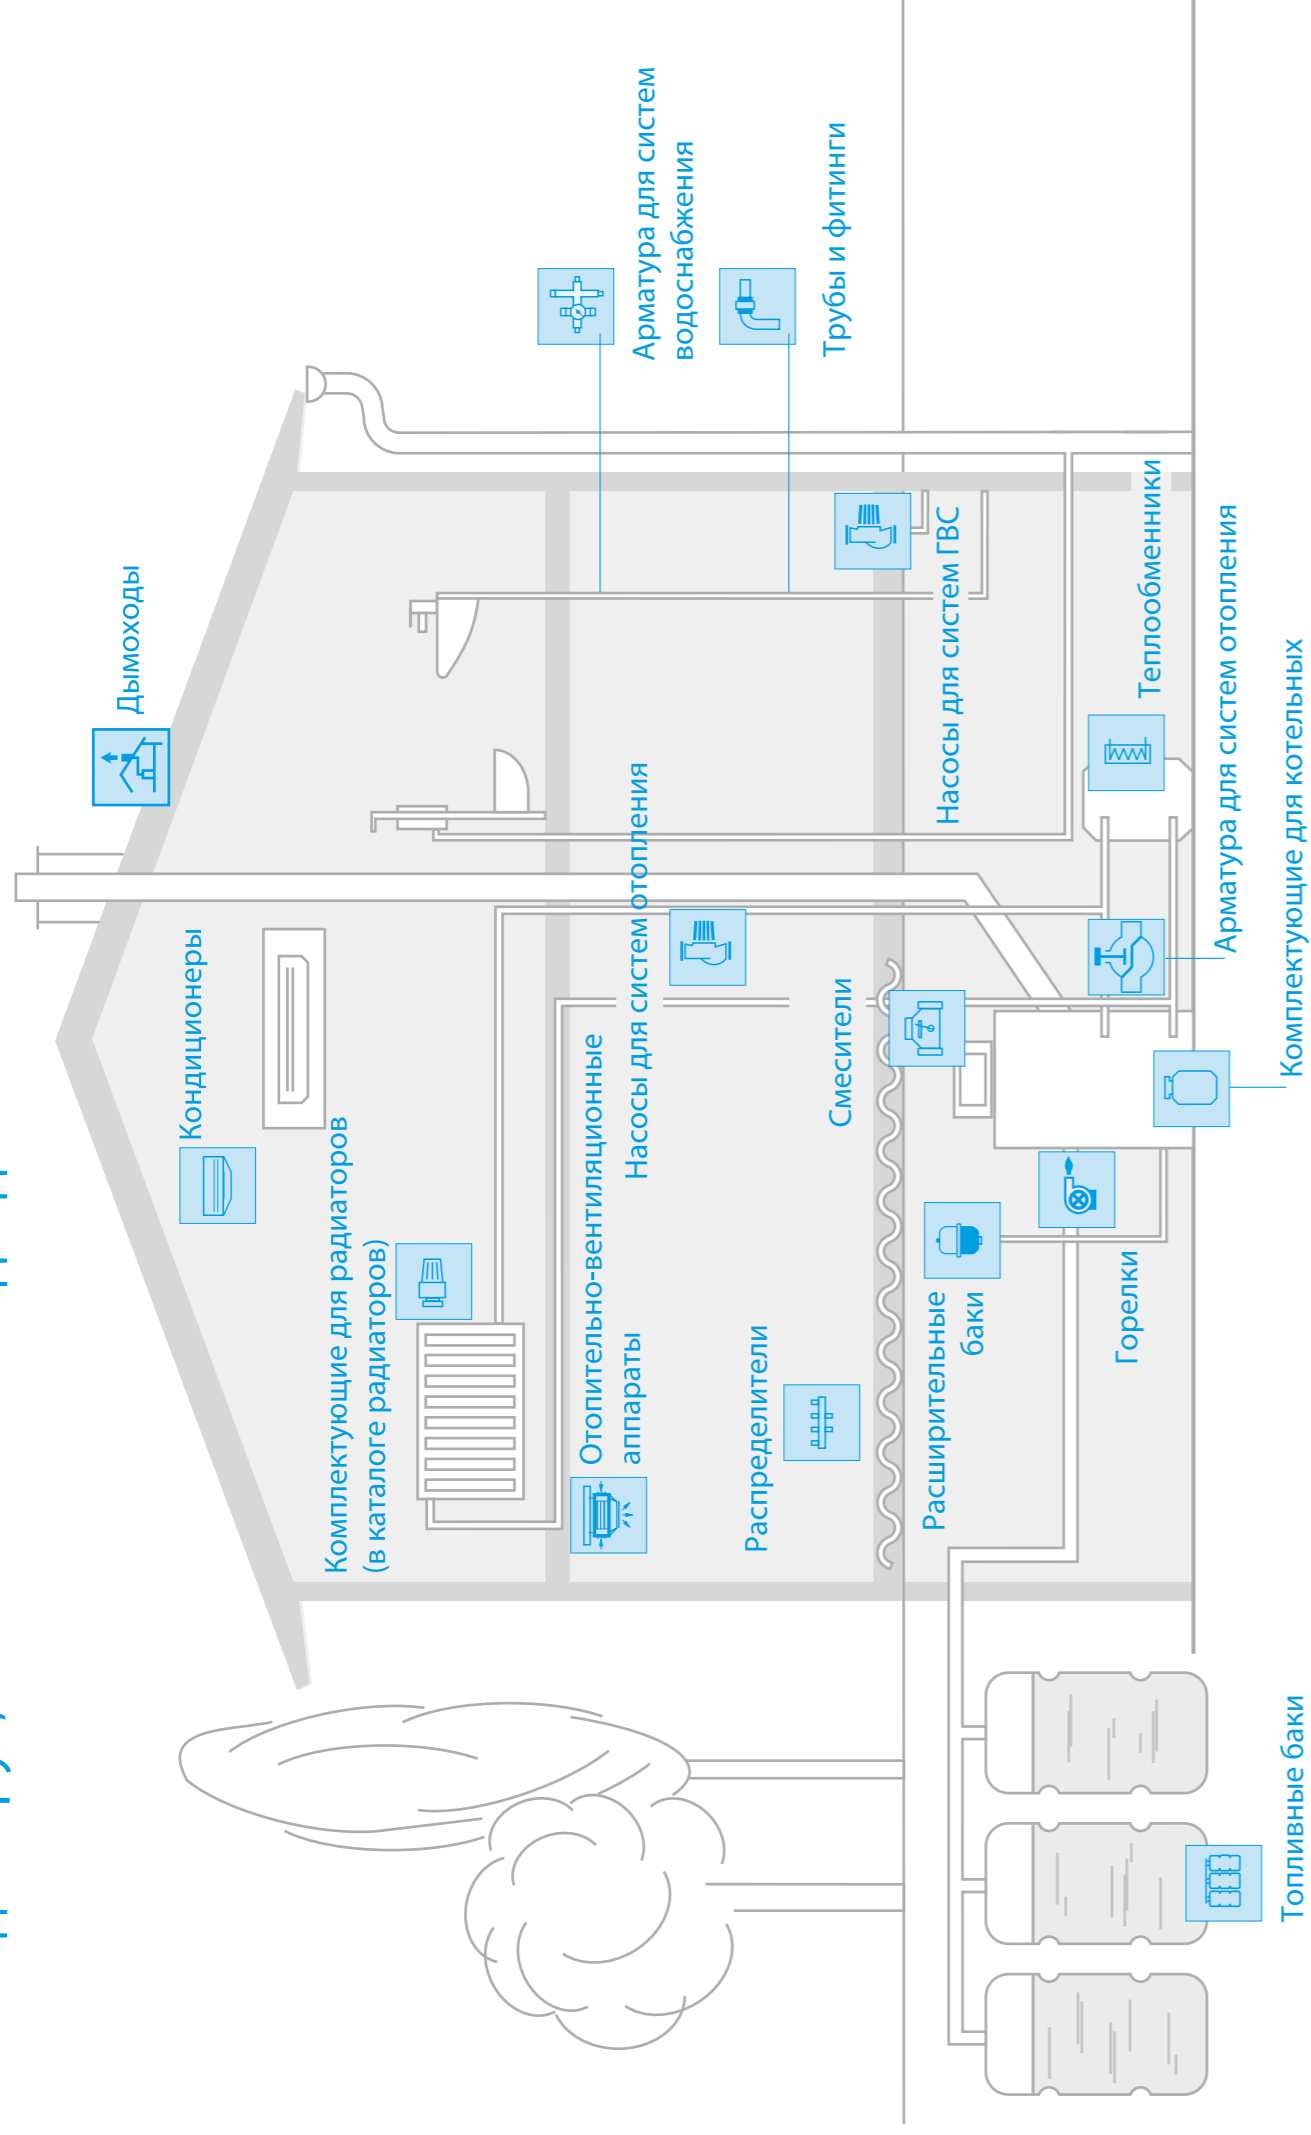 Дымоходы
Кондиционеры
Комплектующие для радиаторов
(в каталоге радиаторов)
Арматура для систем
водоснабжения
Отопительно-вентиляционные
аппараты
Насосы для систем отопления
Трубы и фитинги
Распределители
Смесители
Насосы для систем ГВС
Расширительные
баки
Горелки
Теплообменники
Арматура для систем отопления
Топливные баки
Комплектующие для котельных